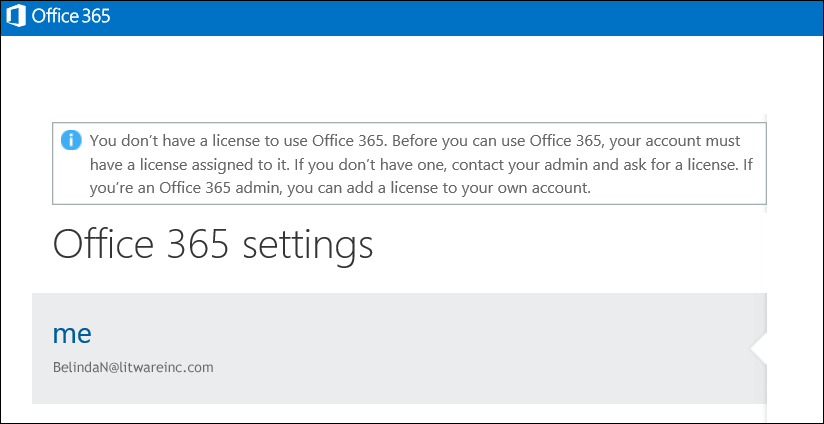 Office 365
You don't have a license to use Office 365. Before you can use Office 365, your account must
have a license assigned to it. If you don't have one, contact your admin and ask for a license. If
you're an Office 365 admin, you can add a license to your own account.
Office 365 settings
me
BelindaN@litwareinc.com